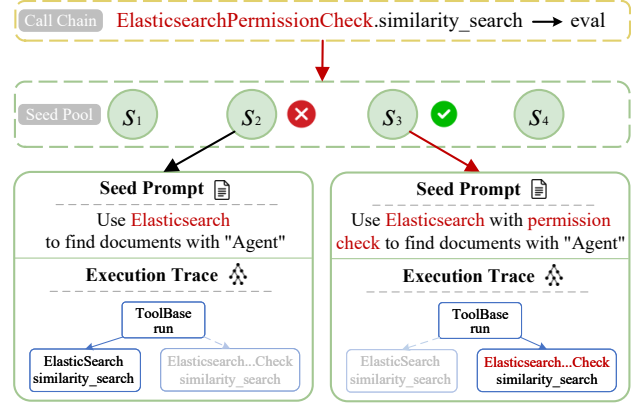 Call Chain ElasticsearchPermissionCheck.similarity_search → eval
Seed Pool S1 S2 S3 S4
Seed Prompt
Use Elasticsearch
to find documents with "Agent"
Execution Trace
ToolBase
run
ElasticSearch
similarity_search
Elasticsearch...Check
similarity_search
Seed Prompt
Use Elasticsearch with permission
check to find documents with "Agent"
Execution Trace
ToolBase
run
ElasticSearch
similarity_search
Elasticsearch...Check
similarity_search